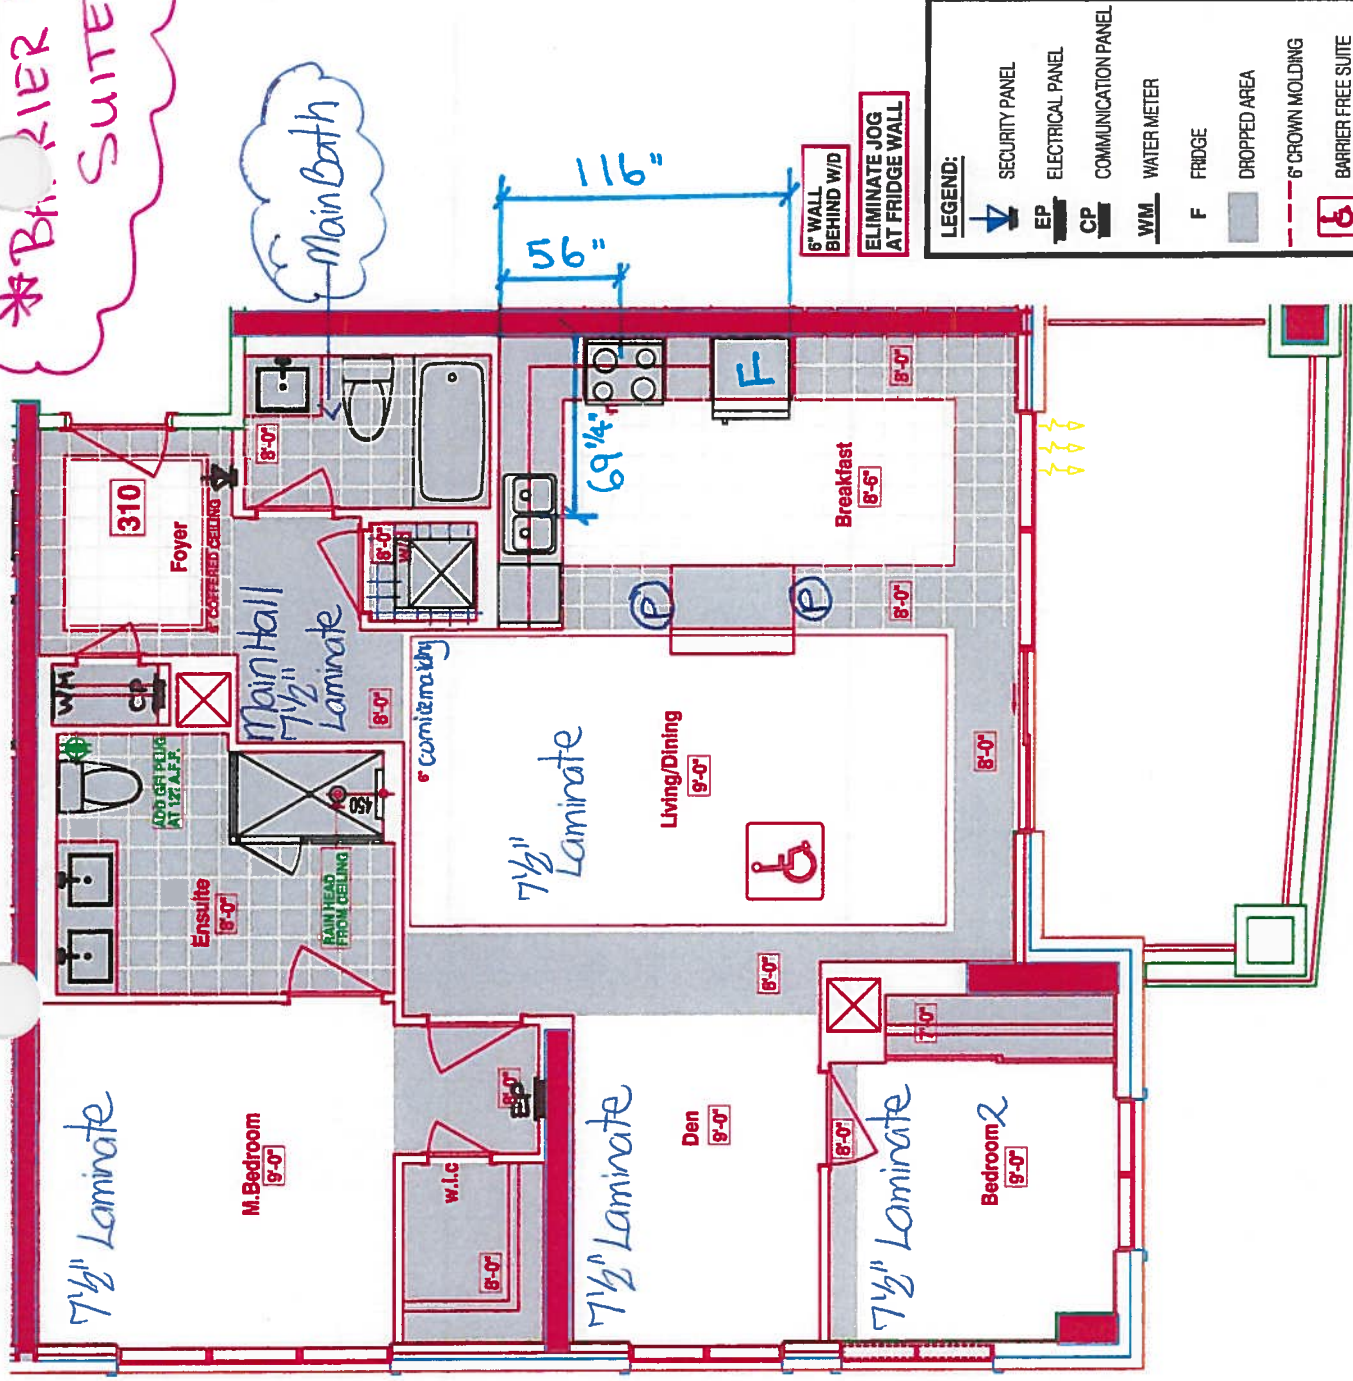 *BARRIER
SUITE
Main Bath
116"
56"
69 1/4"
6" WALL
BEHIND W/D
ELIMINATE JOG
AT FRIDGE WALL
LEGEND:
SECURITY PANEL
EP ELECTRICAL PANEL
CP COMMUNICATION PANEL
WM WATER METER
F FRIDGE
DROPPED AREA
6" CROWN MOLDING
BARRIER FREE SUITE
310
Foyer
6" COFFERED CEILING
8'-0"
8'-0"
W/D
F
8'-0"
Breakfast
8'-6"
P
P
8'-0"
WM
CP
Main Hall
7 1/2"
Laminate
8'-0"
ADD GFI PLUG
AT 12" A.F.F.
450
Ensuite
8'-0"
RAIN HEAD
FROM CEILING
7 1/2"
Laminate
Living/Dining
9'-0"
8'-0"
8'-0"
7 1/2" Laminate
M.Bedroom
9'-0"
w.i.c
8'-0"
8'-0"
EP
7 1/2" Laminate
Den
9'-0"
8'-0"
7'-0"
7 1/2" Laminate
Bedroom 2
9'-0"